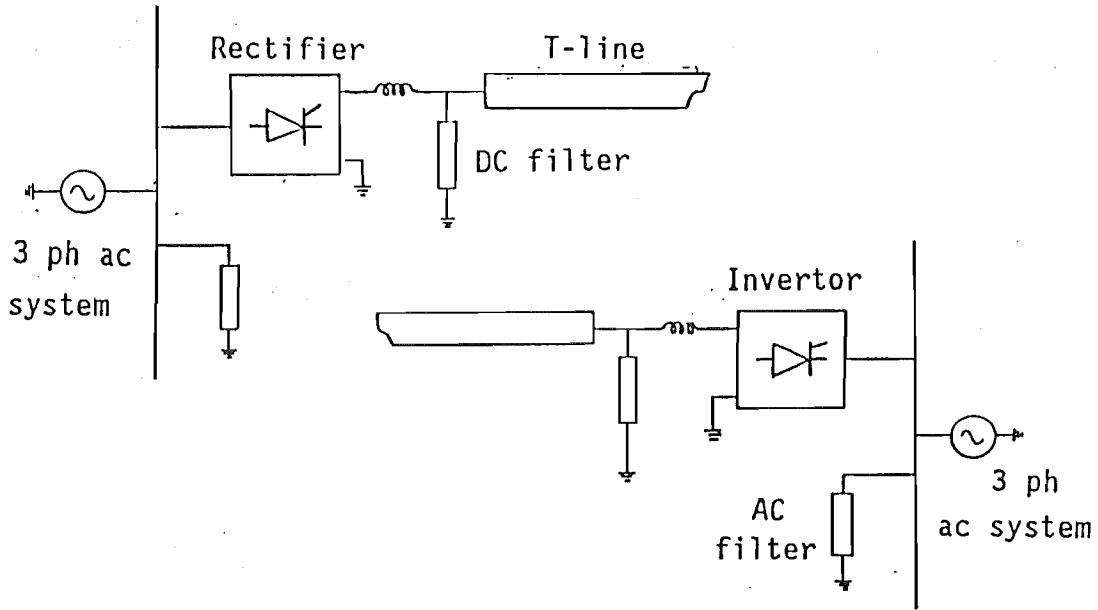 Rectifier
T-line
DC filter
3 ph ac
system
Invertor
3 ph
ac system
AC
filter